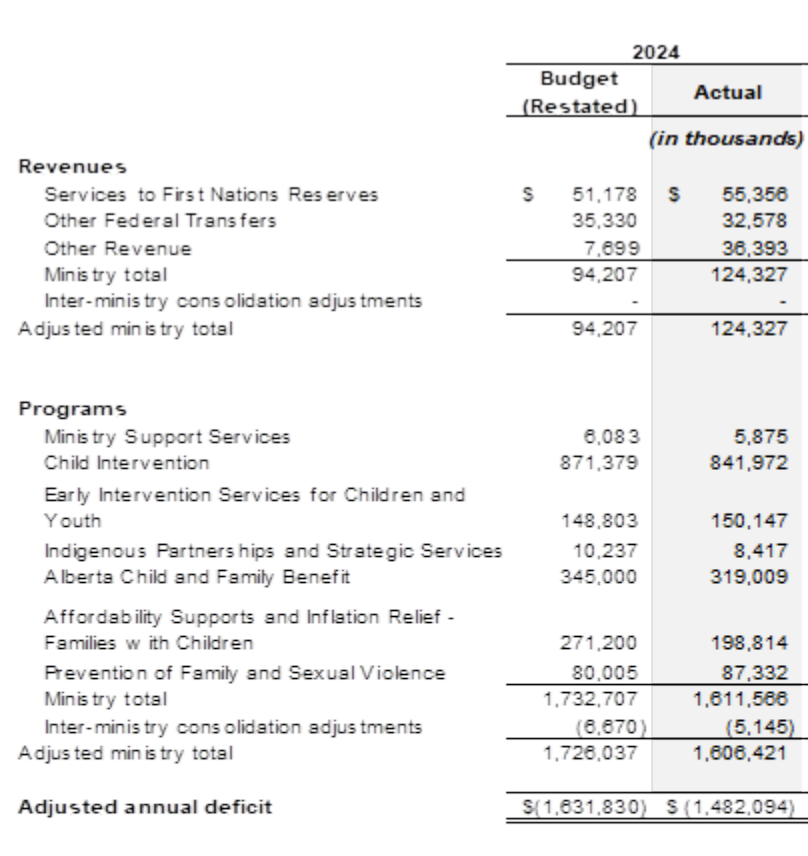 2024
Budget
(Restated) Actual
(in thousands)
Revenues
Services to First Nations Reserves $ 51,178 $ 55,356
Other Federal Transfers 35,330 32,578
Other Revenue 7,699 36,393
Ministry total 94,207 124,327
Inter-ministry consolidation adjustments - -
Adjusted ministry total 94,207 124,327
Programs
Ministry Support Services 6,083 5,875
Child Intervention 871,379 841,972
Early Intervention Services for Children and
Youth 148,803 150,147
Indigenous Partnerships and Strategic Services 10,237 8,417
Alberta Child and Family Benefit 345,000 319,009
Affordability Supports and Inflation Relief -
Families with Children 271,200 198,814
Prevention of Family and Sexual Violence 80,005 87,332
Ministry total 1,732,707 1,611,566
Inter-ministry consolidation adjustments (6,670) (5,145)
Adjusted ministry total 1,726,037 1,606,421
Adjusted annual deficit $(1,631,830) $ (1,482,094)